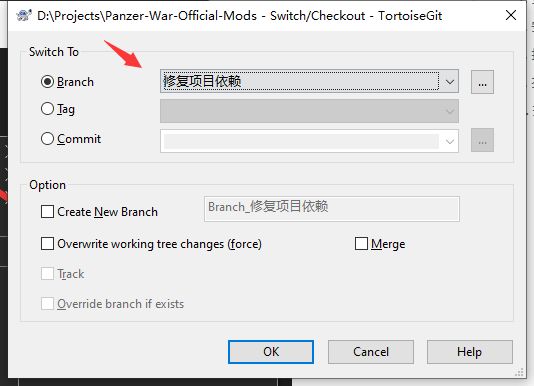 D:\Projects\Panzer-War-Official-Mods - Switch/Checkout - TortoiseGit
Switch To
Branch
修复项目依赖
...
Tag
Commit
...
Option
Create New Branch
Branch_修复项目依赖
Overwrite working tree changes (force)
Merge
Track
Override branch if exists
OK
Cancel
Help